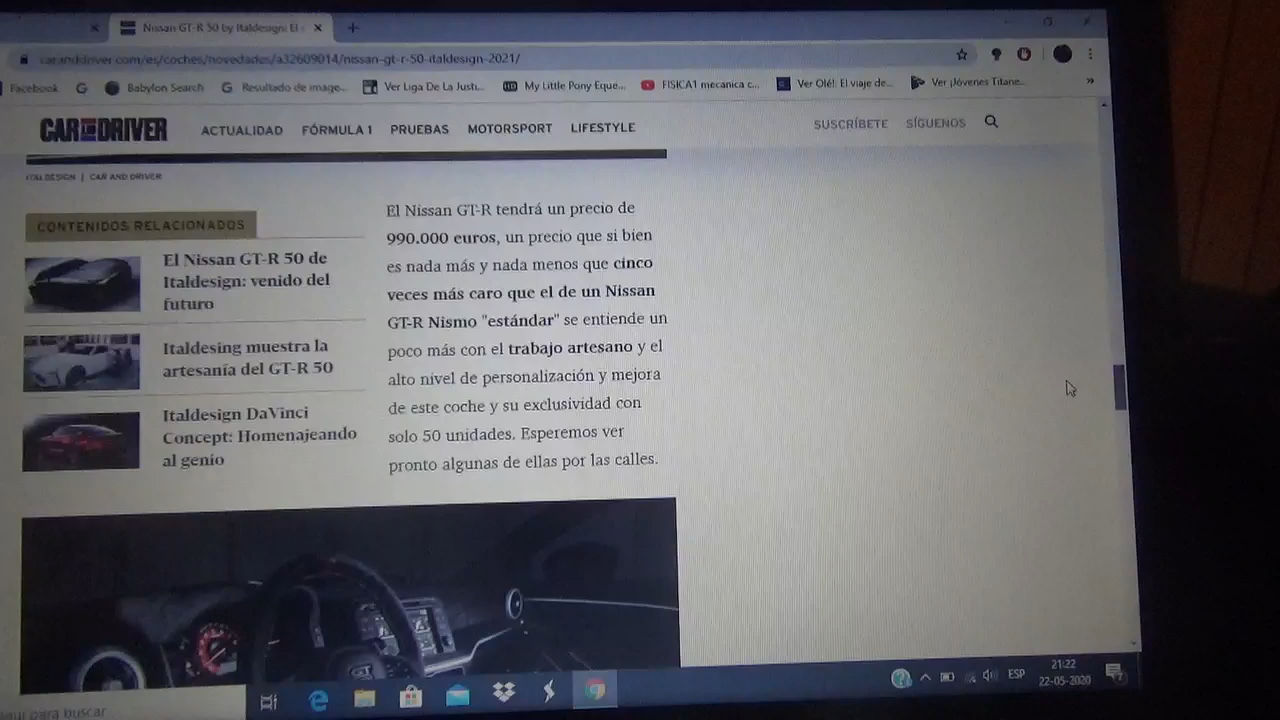 Nissan GT-R 50 by Italdesign: El
caranddriver.com/es/coches/novedades/a32609014/nissan-gt-r-50-italdesign-2021/
Facebook
Babylon Search
Resultado de image...
Ver Liga De La Justi...
My Little Pony Eque...
FISICA1 mecanica c...
Ver Olé!: El viaje de...
Ver ¡Jóvenes Titane...
»
CAR AND DRIVER
ACTUALIDAD
FÓRMULA 1
PRUEBAS
MOTORSPORT
LIFESTYLE
SUSCRÍBETE
SÍGUENOS
ITALDESIGN | CAR AND DRIVER
CONTENIDOS RELACIONADOS
El Nissan GT-R 50 de
Italdesign: venido del
futuro
Italdesing muestra la
artesanía del GT-R 50
Italdesign DaVinci
Concept: Homenajeando
al genio
El Nissan GT-R tendrá un precio de
990.000 euros, un precio que si bien
es nada más y nada menos que cinco
veces más caro que el de un Nissan
GT-R Nismo "estándar" se entiende un
poco más con el trabajo artesano y el
alto nivel de personalización y mejora
de este coche y su exclusividad con
solo 50 unidades. Esperemos ver
pronto algunas de ellas por las calles.
GT
aquí para buscar
ESP
21:22
22-05-2020